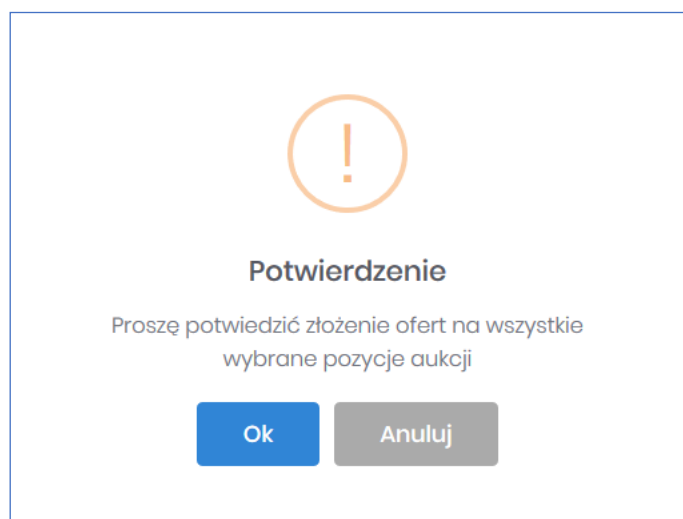 !
Potwierdzenie
Proszę potwiedzić złożenie ofert na wszystkie
wybrane pozycje aukcji
Ok
Anuluj